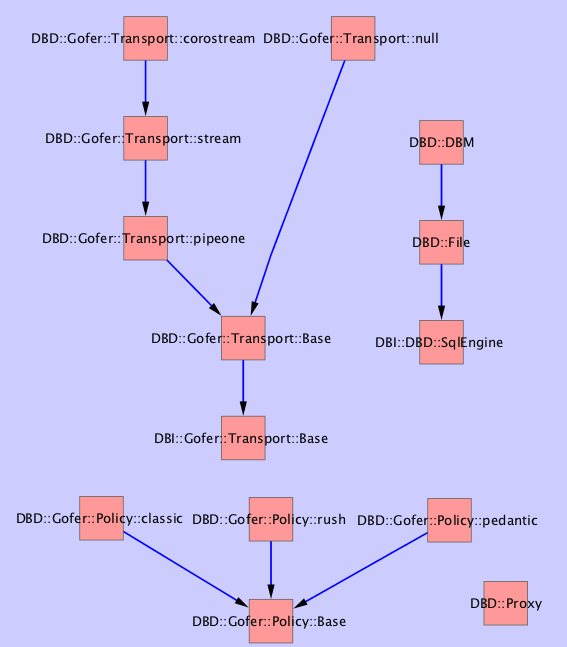 DBD::Gofer::Transport::corostream
DBD::Gofer::Transport::null
DBD::Gofer::Transport::stream
DBD::DBM
DBD::Gofer::Transport::pipeone
DBD::File
DBD::Gofer::Transport::Base
DBI::DBD::SqlEngine
DBI::Gofer::Transport::Base
DBD::Gofer::Policy::classic
DBD::Gofer::Policy::rush
DBD::Gofer::Policy::pedantic
DBD::Proxy
DBD::Gofer::Policy::Base